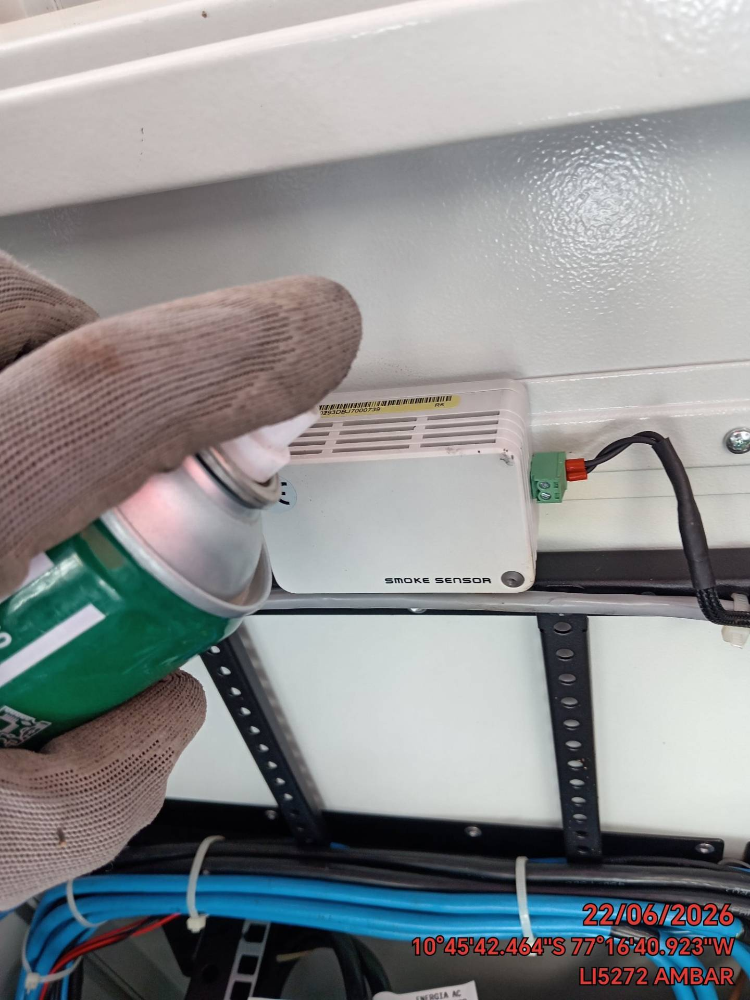 0293DBJ7000739
R6
CE
SMOKE SENSOR
22/06/2026
10°45'42.464"S 77°16'40.923"W
LI5272 AMBAR
ENERGIA AC